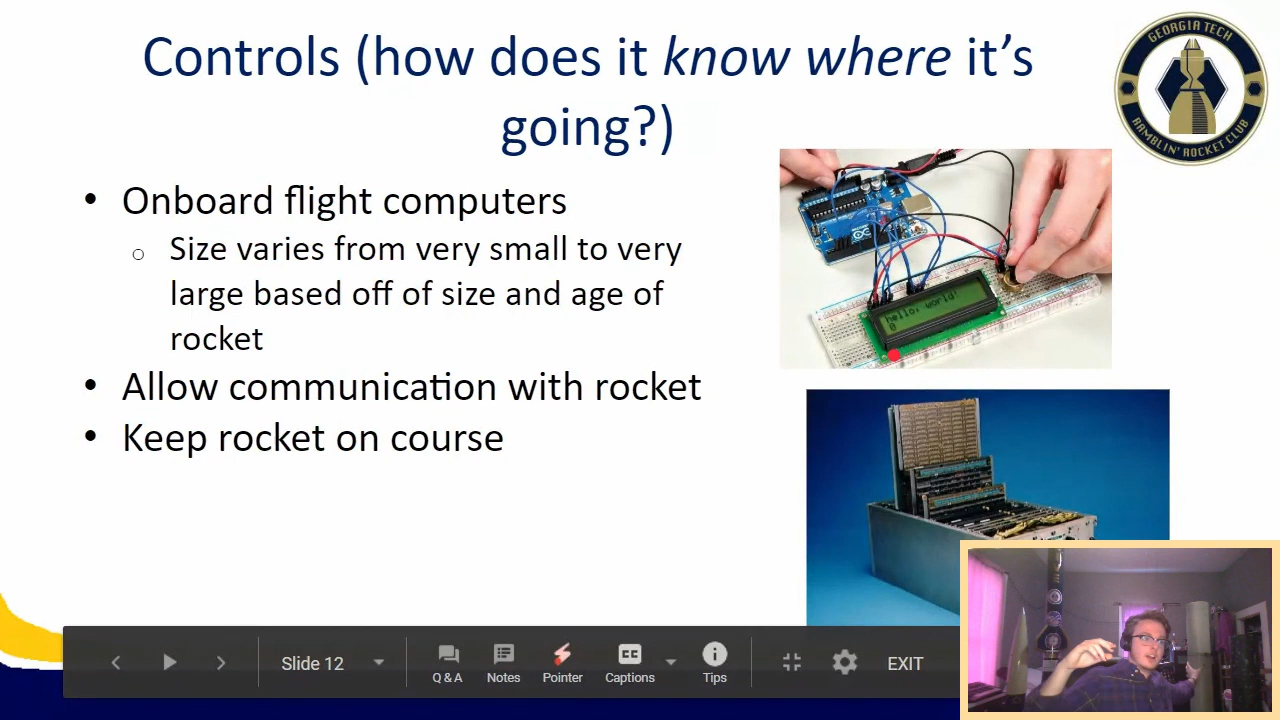 Controls (how does it know where it's
going?)
GEORGIA TECH
RAMBLIN' ROCKET CLUB
• Onboard flight computers
○ Size varies from very small to very
large based off of size and age of
rocket
• Allow communication with rocket
• Keep rocket on course
hello, world!
0
Slide 12
Q & A
Notes
Pointer
CC
Captions
Tips
EXIT